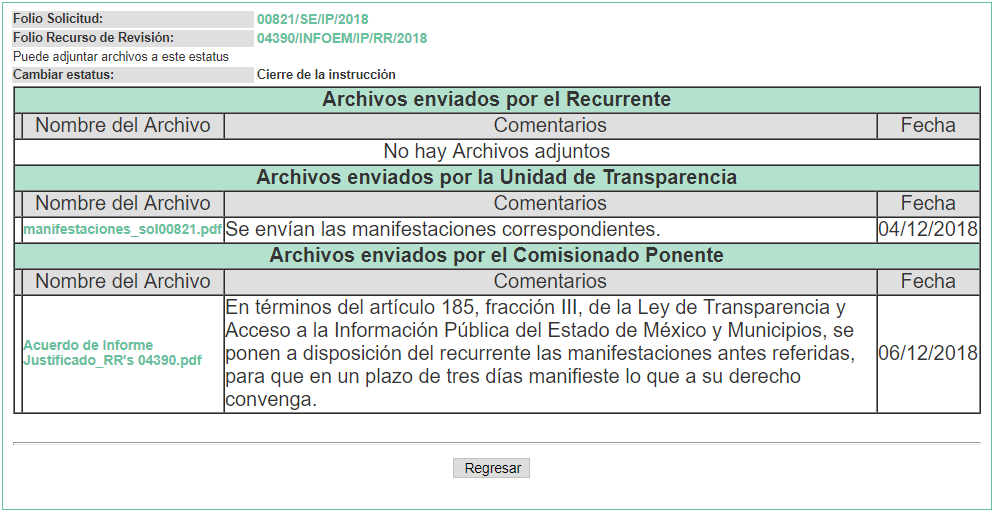 Folio Solicitud: 00821/SE/IP/2018
Folio Recurso de Revisión: 04390/INFOEM/IP/RR/2018
Puede adjuntar archivos a este estatus
Cambiar estatus: Cierre de la instrucción
Archivos enviados por el Recurrente
Nombre del Archivo Comentarios Fecha
No hay Archivos adjuntos
Archivos enviados por la Unidad de Transparencia
Nombre del Archivo Comentarios Fecha
manifestaciones_sol00821.pdf Se envían las manifestaciones correspondientes. 04/12/2018
Archivos enviados por el Comisionado Ponente
Nombre del Archivo Comentarios Fecha
Acuerdo de Informe
Justificado_RR's 04390.pdf
En términos del artículo 185, fracción III, de la Ley de Transparencia y
Acceso a la Información Pública del Estado de México y Municipios, se
ponen a disposición del recurrente las manifestaciones antes referidas,
para que en un plazo de tres días manifieste lo que a su derecho
convenga.
06/12/2018
Regresar